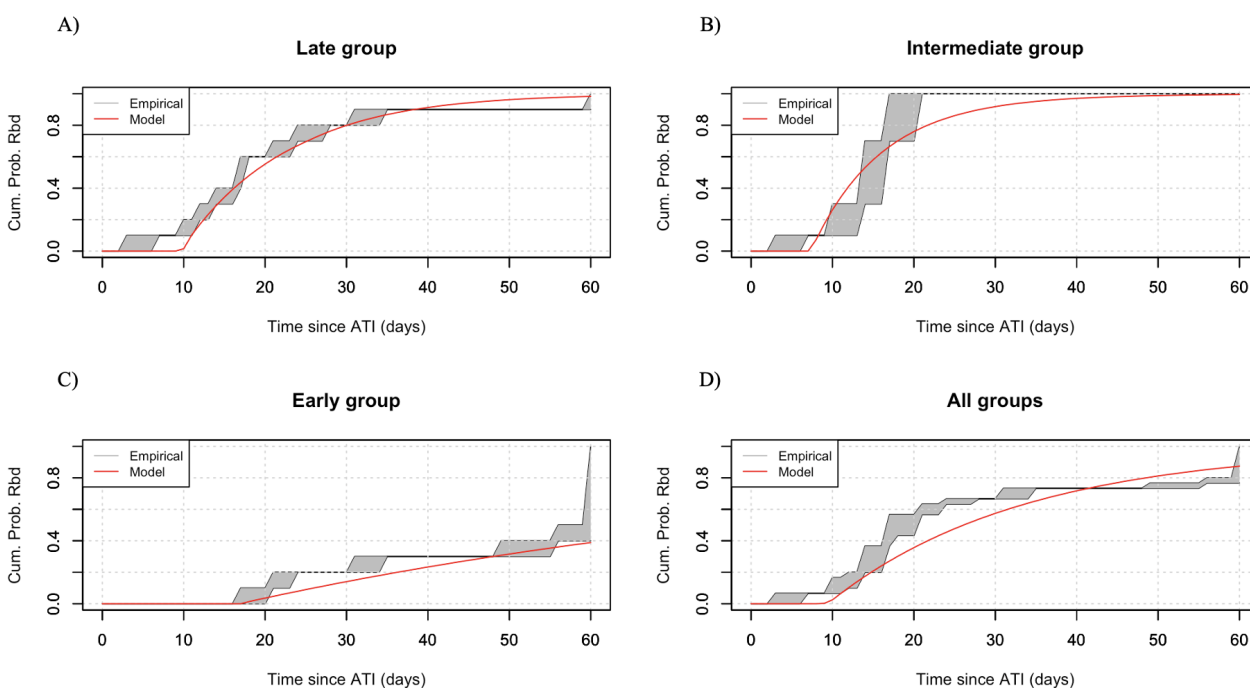 A)
Late group
Empirical
Model
Cum. Prob. Rbd
0.0 0.4 0.8
0 10 20 30 40 50 60
Time since ATI (days)
B)
Intermediate group
Empirical
Model
Cum. Prob. Rbd
0.0 0.4 0.8
0 10 20 30 40 50 60
Time since ATI (days)
C)
Early group
Empirical
Model
Cum. Prob. Rbd
0.0 0.4 0.8
0 10 20 30 40 50 60
Time since ATI (days)
D)
All groups
Empirical
Model
Cum. Prob. Rbd
0.0 0.4 0.8
0 10 20 30 40 50 60
Time since ATI (days)